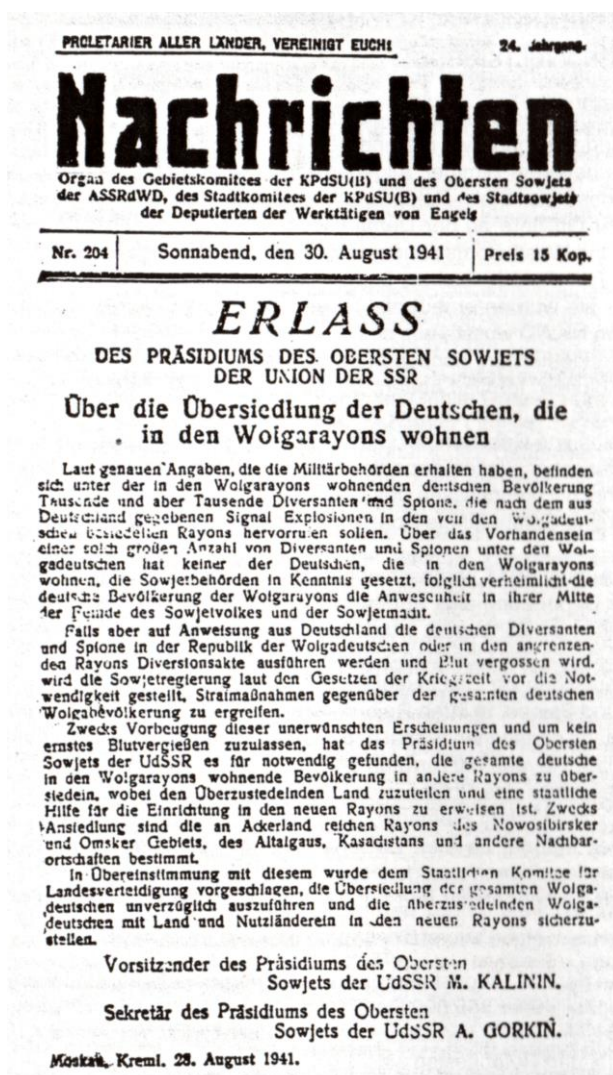 PROLETARIER ALLER LÄNDER, VEREINIGT EUCH! 24. Jahrgang.
Nachrichten
Organ des Gebietskomitees der KPdSU(B) und des Obersten Sowjets
der ASSRdWD, des Stadtkomitees der KPdSU(B) und des Stadtsowjets
der Deputierten der Werktätigen von Engels
Nr. 204 Sonnabend, den 30. August 1941 Preis 15 Kop.
ERLASS
DES PRÄSIDIUMS DES OBERSTEN SOWJETS
DER UNION DER SSR
Über die Übersiedlung der Deutschen, die
in den Wolgarayons wohnen
Laut genauen Angaben, die die Militärbehörden erhalten haben, befinden
sich unter der in den Wolgarayons wohnenden deutschen Bevölkerung
Tausende und aber Tausende Diversanten und Spione, die nach dem aus
Deutschland gegebenen Signal Explosionen in den von den Wolgadeut-
schen besiedelten Rayons hervorrufen sollen. Über das Vorhandensein
einer solch großen Anzahl von Diversanten und Spionen unter den Wol-
gadeutschen hat keiner der Deutschen, die in den Wolgarayons
wohnen, die Sowjetbehörden in Kenntnis gesetzt, folglich verheimlicht die
deutsche Bevölkerung der Wolgarayons die Anwesenheit in ihrer Mitte
der Feinde des Sowjetvolkes und der Sowjetmacht.
Falls aber auf Anweisung aus Deutschland die deutschen Diversanten
und Spione in der Republik der Wolgadeutschen oder in den angrenzen-
den Rayons Diversionsakte ausführen werden und Blut vergossen wird,
wird die Sowjetregierung laut den Gesetzen der Kriegszeit vor die Not-
wendigkeit gestellt, Strafmaßnahmen gegenüber der gesamten deutschen
Wolgabevölkerung zu ergreifen.
Zwecks Vorbeugung dieser unerwünschten Erscheinungen und um kein
ernstes Blutvergießen zuzulassen, hat das Präsidium des Obersten
Sowjets der UdSSR es für notwendig gefunden, die gesamte deutsche
in den Wolgarayons wohnende Bevölkerung in andere Rayons zu über-
siedeln, wobei den Überzusiedelnden Land zuzuteilen und eine staatliche
Hilfe für die Einrichtung in den neuen Rayons zu erweisen ist. Zwecks
Ansiedlung sind die an Ackerland reichen Rayons des Nowosibirsker
und Omsker Gebiets, des Altaigaus, Kasachstans und andere Nachbar-
ortschaften bestimmt.
In Übereinstimmung mit diesem wurde dem Staatlichen Komitee für
Landesverteidigung vorgeschlagen, die Übersiedlung der gesamten Wolga-
deutschen unverzüglich auszuführen und die überzusiedelnden Wolga-
deutschen mit Land und Nutzländerein in den neuen Rayons sicherzu-
stellen.
Vorsitzender des Präsidiums des Obersten
Sowjets der UdSSR M. KALININ.
Sekretär des Präsidiums des Obersten
Sowjets der UdSSR A. GORKIN.
Moskau, Kreml, 28. August 1941.